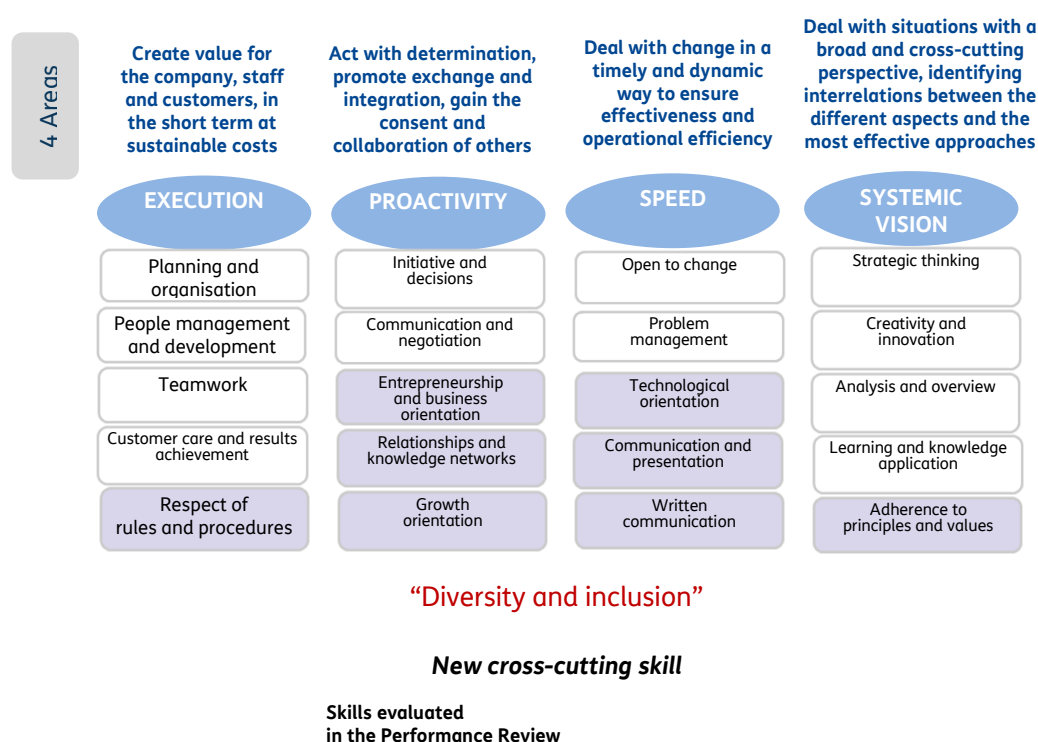 4 Areas
Create value for
the company, staff
and customers, in
the short term at
sustainable costs
Act with determination,
promote exchange and
integration, gain the
consent and
collaboration of others
Deal with change in a
timely and dynamic
way to ensure
effectiveness and
operational efficiency
Deal with situations with a
broad and cross-cutting
perspective, identifying
interrelations between the
different aspects and the
most effective approaches
EXECUTION
PROACTIVITY
SPEED
SYSTEMIC
VISION
Planning and
organisation
People management
and development
Teamwork
Customer care and results
achievement
Respect of
rules and procedures
Initiative and
decisions
Communication and
negotiation
Entrepreneurship
and business
orientation
Relationships and
knowledge networks
Growth
orientation
Open to change
Problem
management
Technological
orientation
Communication and
presentation
Written
communication
Strategic thinking
Creativity and
innovation
Analysis and overview
Learning and knowledge
application
Adherence to
principles and values
“Diversity and inclusion”
New cross-cutting skill
Skills evaluated
in the Performance Review